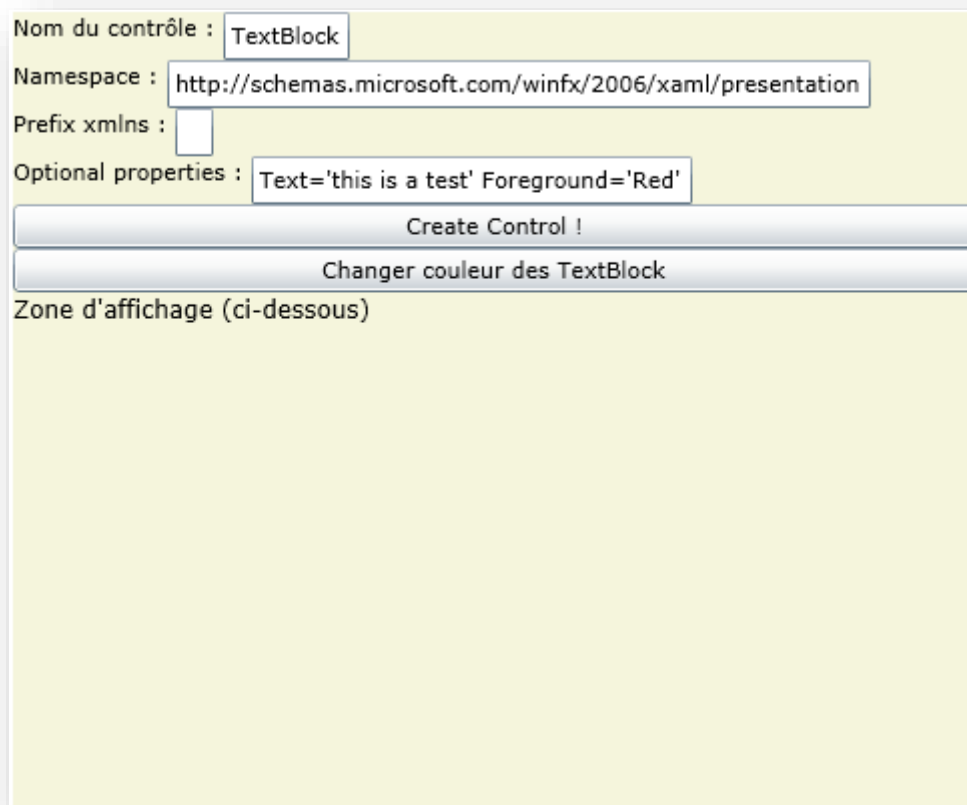 Nom du contrôle : TextBlock
Namespace : http://schemas.microsoft.com/winfx/2006/xaml/presentation
Prefix xmlns :
Optional properties : Text='this is a test' Foreground='Red'
Create Control !
Changer couleur des TextBlock
Zone d'affichage (ci-dessous)